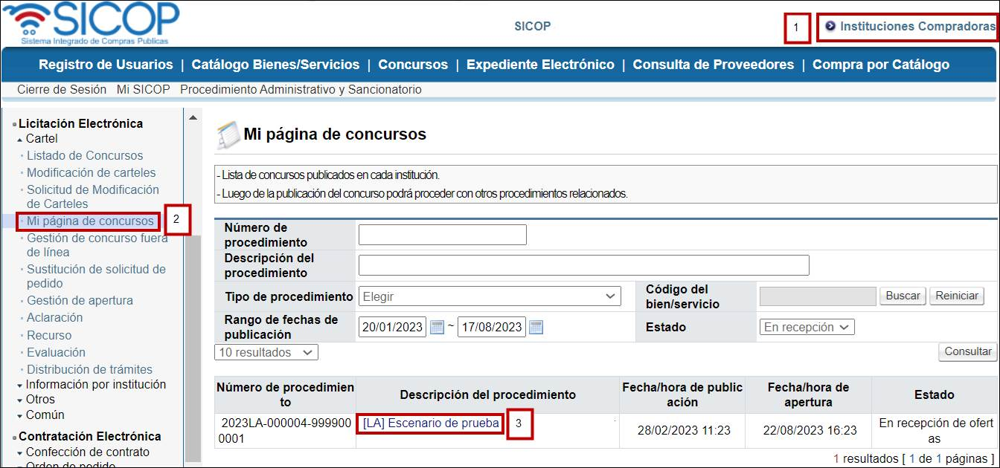 SICOP
Sistema Integrado de Compras Publicas
SICOP
1
Instituciones Compradoras
Registro de Usuarios | Catálogo Bienes/Servicios | Concursos | Expediente Electrónico | Consulta de Proveedores | Compra por Catálogo
Cierre de Sesión Mi SICOP Procedimiento Administrativo y Sancionatorio
Licitación Electrónica
Cartel
Listado de Concursos
Modificación de carteles
Solicitud de Modificación
de Carteles
Mi página de concursos
2
Gestión de concurso fuera
de línea
Sustitución de solicitud de
pedido
Gestión de apertura
Aclaración
Recurso
Evaluación
Distribución de trámites
Información por institución
Otros
Común
Contratación Electrónica
Confección de contrato
Orden de pedido
Mi página de concursos
- Lista de concursos publicados en cada institución.
- Luego de la publicación del concurso podrá proceder con otros procedimientos relacionados.
Número de
procedimiento
Descripción del
procedimiento
Tipo de procedimiento
Elegir
Código del
bien/servicio
Buscar
Reiniciar
Rango de fechas de
publicación
20/01/2023 ~ 17/08/2023
Estado
En recepción
10 resultados
Consultar
Número de procedimien
to
Descripción del procedimiento
Fecha/hora de public
ación
Fecha/hora de
apertura
Estado
2023LA-000004-999900
0001
[LA] Escenario de prueba
3
28/02/2023 11:23
22/08/2023 16:23
En recepción de ofert
as
1 resultados [ 1 de 1 páginas ]